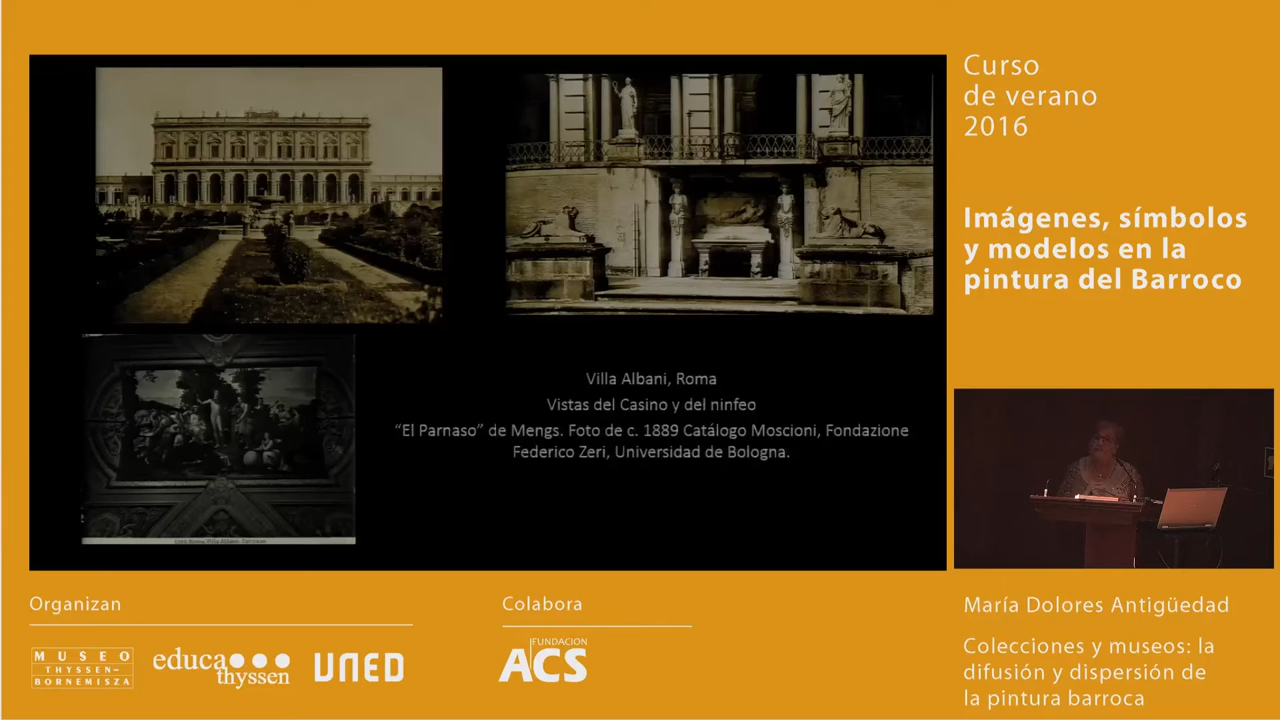 Curso
de verano
2016
Imágenes, símbolos
y modelos en la
pintura del Barroco
Villa Albani, Roma
Vistas del Casino y del ninfeo
“El Parnaso” de Mengs. Foto de c. 1889 Catálogo Moscioni, Fondazione
Federico Zeri, Universidad de Bologna.
Organizan
MUSEO
THYSSEN-
BORNEMISZA
educa
thyssen
UNED
Colabora
FUNDACION
ACS
María Dolores Antigüedad
Colecciones y museos: la
difusión y dispersión de
la pintura barroca